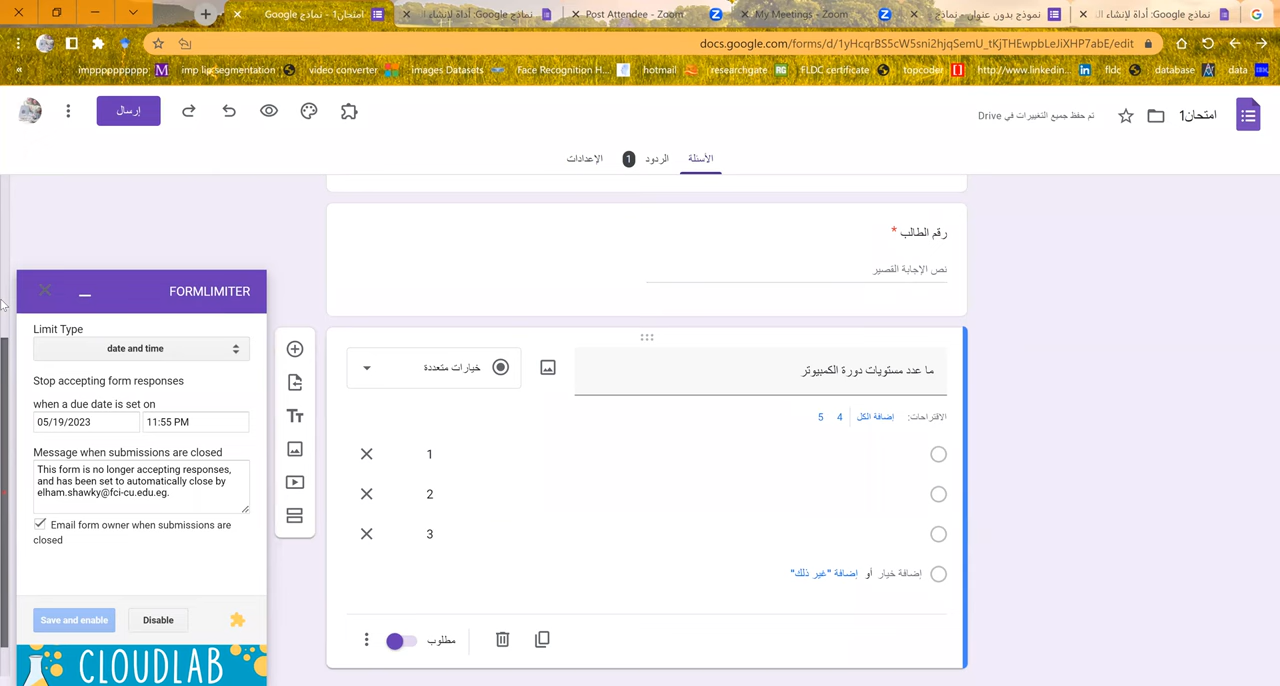 امتحان1 - نماذج Google
نماذج Google: أداة لإنشاء ا
Post Attendee - Zoom
My Meetings - Zoom
نموذج بدون عنوان - نماذج
نماذج Google: أداة لإنشاء ال
docs.google.com/forms/d/1yHcqrBS5cW5sni2hjqSemU_tKjTHEwpbLeJiXHP7abE/edit
« imppppppppp: imp lip segmentation video converter images Datasets Face Recognition H... hotmail researchgate FLDC certificate topcoder http://www.linkedin... fldc database data
إرسال
تم حفظ جميع التغييرات في Drive
امتحان1
الأسئلة
الردود 1
الإعدادات
رقم الطالب *
نص الإجابة القصير
FORMLIMITER
Limit Type
date and time
Stop accepting form responses
when a due date is set on
05/19/2023 11:55 PM
Message when submissions are closed
This form is no longer accepting responses,
and has been set to automatically close by
elham.shawky@fci-cu.edu.eg.
Email form owner when submissions are
closed
Save and enable
Disable
CLOUDLAB
خيارات متعددة
ما عدد مستويات دورة الكمبيوتر
الاقتراحات: إضافة الكل 4 5
1
2
3
إضافة خيار أو إضافة "غير ذلك"
مطلوب